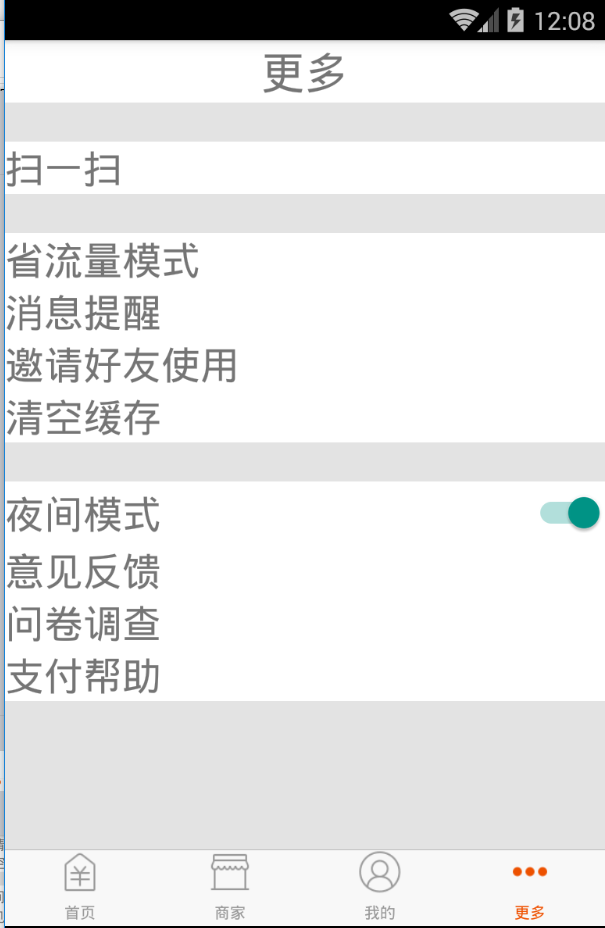 12:08
更多
扫一扫
省流量模式
消息提醒
邀请好友使用
清空缓存
夜间模式
意见反馈
问卷调查
支付帮助
首页 商家 我的 更多